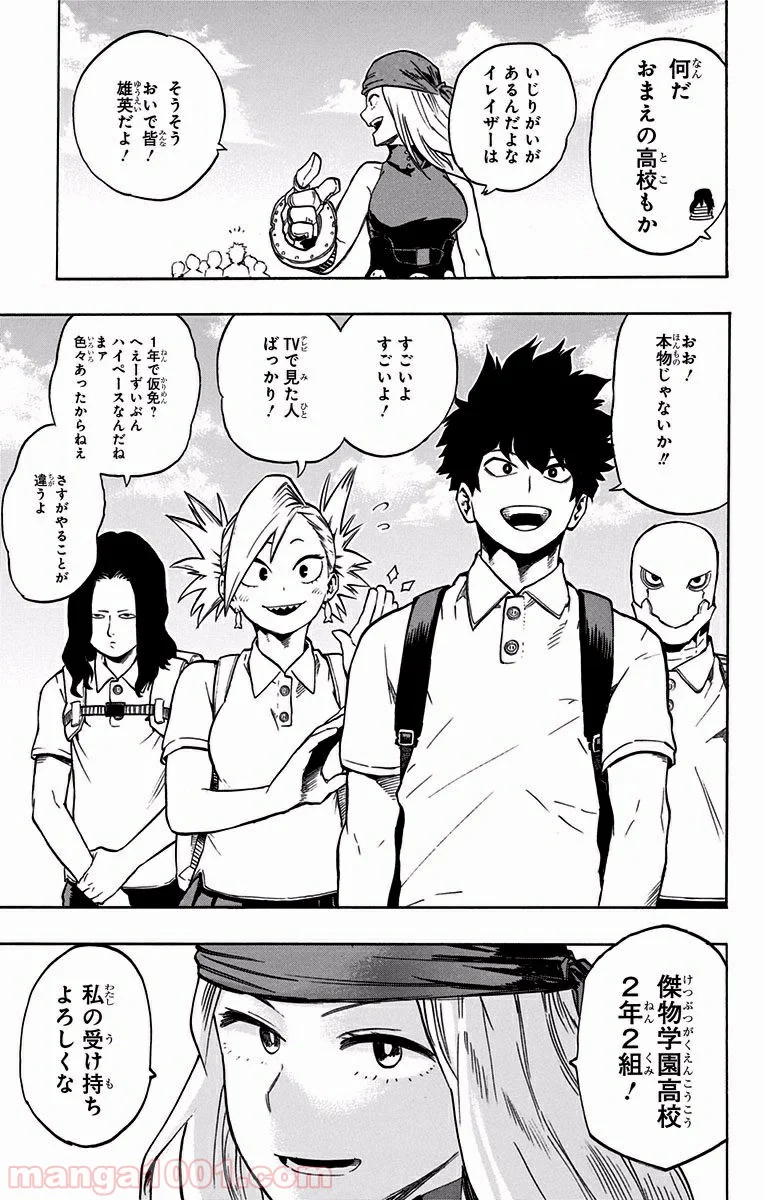 何だ
おまえの高校もか
いじりがいが
あるんだよな
イレイザーは
そうそう
おいで皆！
雄英だよ！
おお！
本物じゃないか!!
すごいよ
すごいよ！
TVで見た人
ばっかり！
1年で仮免？
へえーずいぶん
ハイペースなんだね
まァ
色々あったからねえ
さすがやることが
違うよ
傑物学園高校
2年2組！
私の受け持ち
よろしくな
manga1001.com